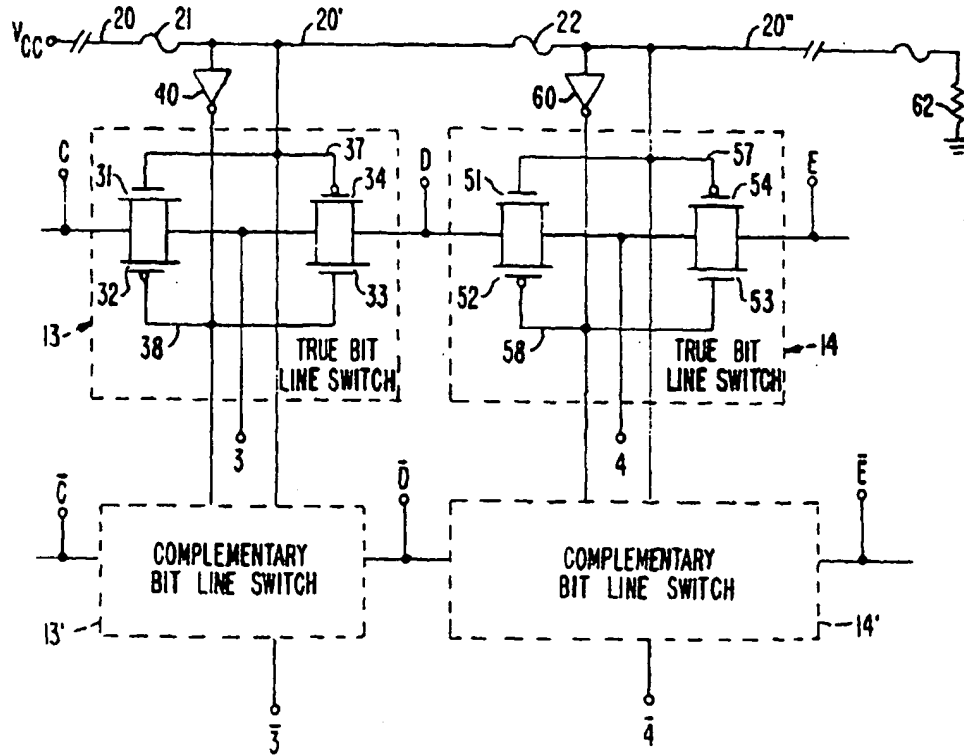 VCC 20 21 20' 22 20"
40 60 62
C 31 37 34 D 51 57 54 E
32 33 52 53
13 38 58 14
TRUE BIT
LINE SWITCH
TRUE BIT
LINE SWITCH
3 4
C̅ D̅ E̅
COMPLEMENTARY
BIT LINE SWITCH
COMPLEMENTARY
BIT LINE SWITCH
13' 14'
3̅ 4̅